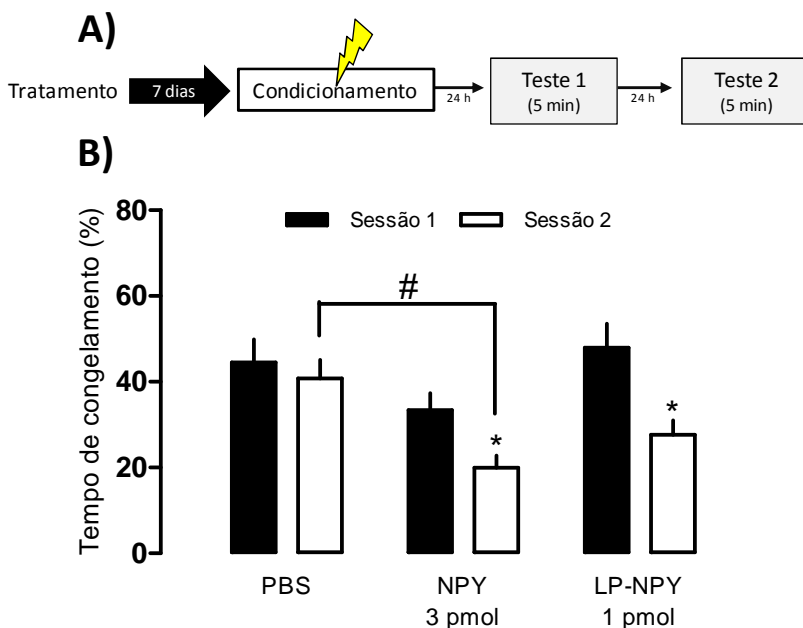 A)
Tratamento
7 dias
Condicionamento
24 h
Teste 1
(5 min)
24 h
Teste 2
(5 min)
B)
Tempo de congelamento (%)
80
60
40
20
0
Sessão 1
Sessão 2
#
*
*
PBS
NPY
3 pmol
LP-NPY
1 pmol